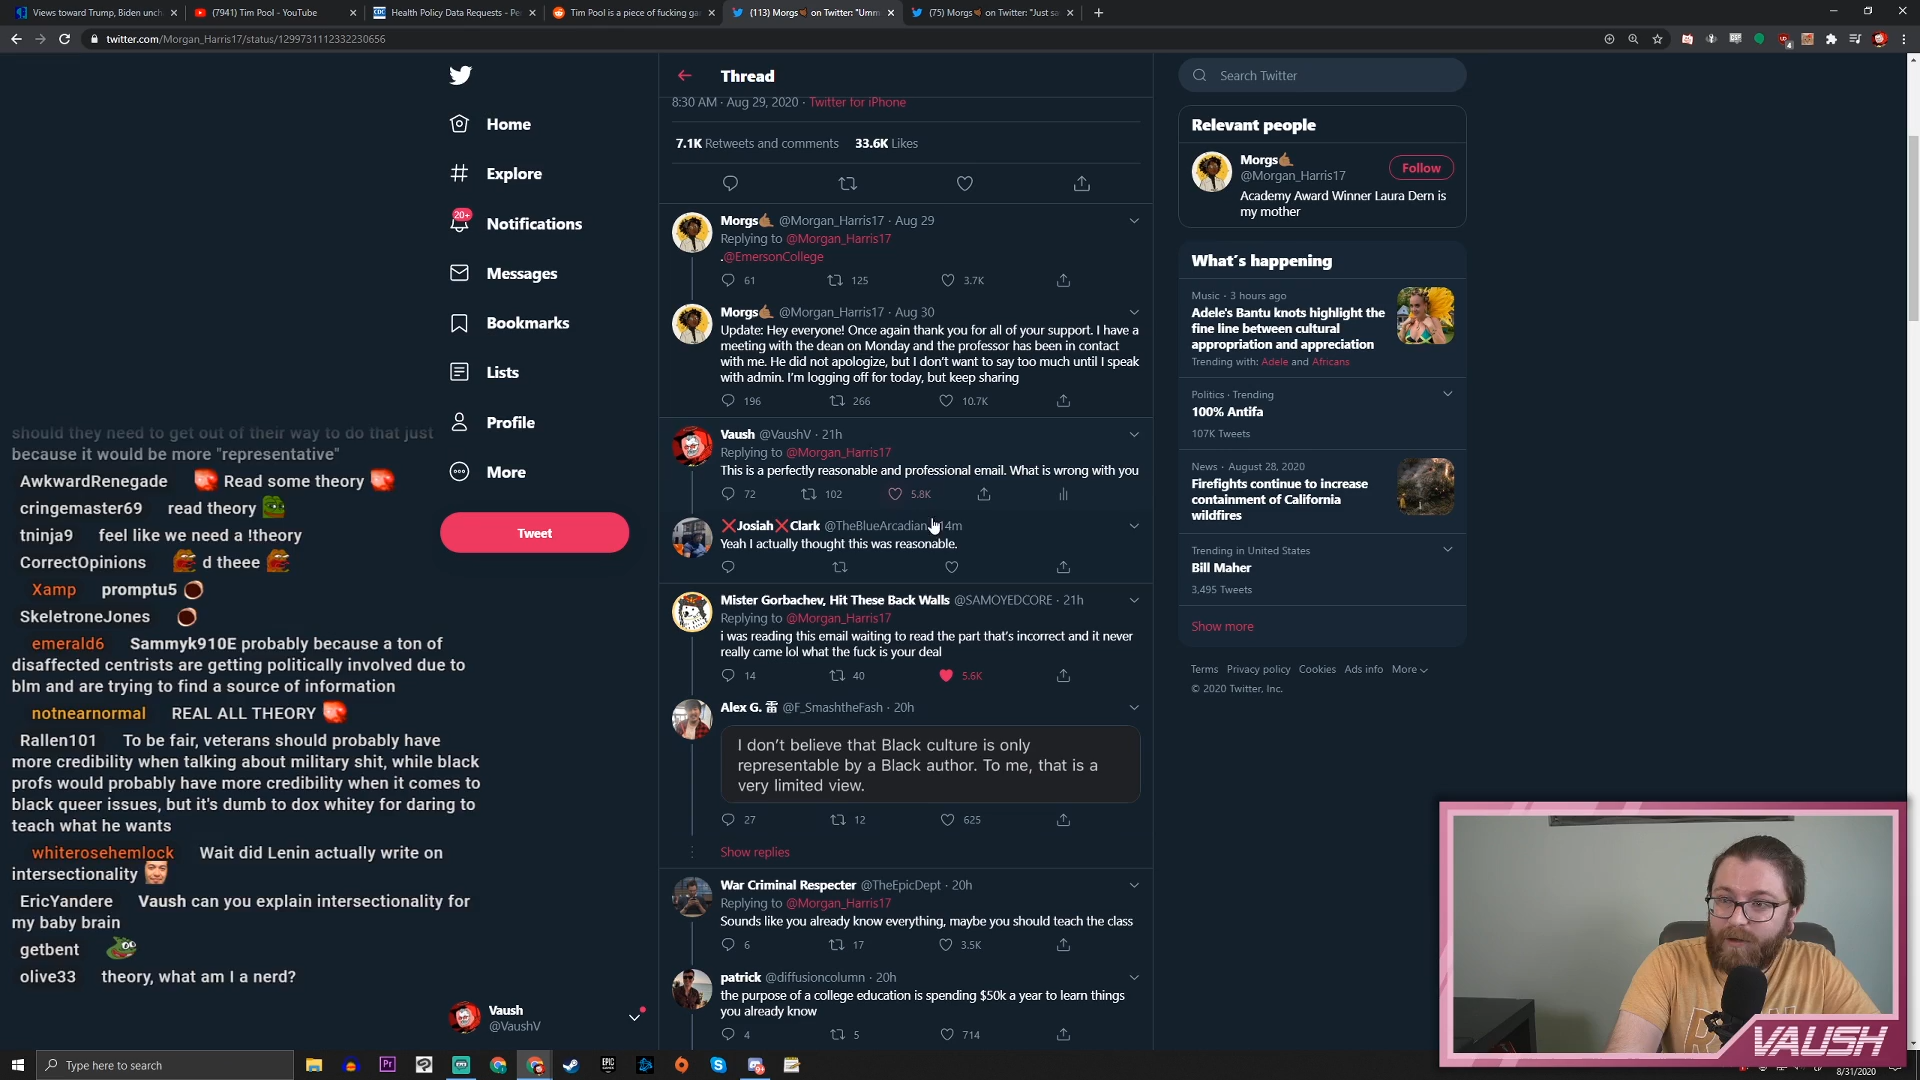 Views toward Trump, Biden unch
(7941) Tim Pool - YouTube
Health Policy Data Requests - Pe
Tim Pool is a piece of fucking ga
(113) Morgs on Twitter: "Umm
(75) Morgs on Twitter: "Just sa
twitter.com/Morgan_Harris17/status/1299731112332230656
Home
Explore
20+
Notifications
Messages
Bookmarks
Lists
Profile
More
Tweet
Vaush
@VaushV
Thread
8:30 AM · Aug 29, 2020 · Twitter for iPhone
7.1K Retweets and comments 33.6K Likes
Morgs @Morgan_Harris17 · Aug 29
Replying to @Morgan_Harris17
.@EmersonCollege
61 125 3.7K
Morgs @Morgan_Harris17 · Aug 30
Update: Hey everyone! Once again thank you for all of your support. I have a
meeting with the dean on Monday and the professor has been in contact
with me. He did not apologize, but I don't want to say too much until I speak
with admin. I'm logging off for today, but keep sharing
196 266 10.7K
Vaush @VaushV · 21h
Replying to @Morgan_Harris17
This is a perfectly reasonable and professional email. What is wrong with you
72 102 5.8K
❌Josiah❌Clark @TheBlueArcadian 14m
Yeah I actually thought this was reasonable.
Mister Gorbachev, Hit These Back Walls @SAMOYEDCORE · 21h
Replying to @Morgan_Harris17
i was reading this email waiting to read the part that's incorrect and it never
really came lol what the fuck is your deal
14 40 5.6K
Alex G. 雷 @F_SmashtheFash · 20h
I don't believe that Black culture is only
representable by a Black author. To me, that is a
very limited view.
27 12 625
Show replies
War Criminal Respecter @TheEpicDept · 20h
Replying to @Morgan_Harris17
Sounds like you already know everything, maybe you should teach the class
6 17 3.5K
patrick @diffusioncolumn · 20h
the purpose of a college education is spending $50k a year to learn things
you already know
4 5 714
Search Twitter
Relevant people
Morgs
@Morgan_Harris17
Follow
Academy Award Winner Laura Dern is
my mother
What's happening
Music · 3 hours ago
Adele's Bantu knots highlight the
fine line between cultural
appropriation and appreciation
Trending with: Adele and Africans
Politics · Trending
100% Antifa
107K Tweets
News · August 28, 2020
Firefights continue to increase
containment of California
wildfires
Trending in United States
Bill Maher
3,495 Tweets
Show more
Terms Privacy policy Cookies Ads info More
© 2020 Twitter, Inc.
should they need to get out of their way to do that just
because it would be more "representative"
AwkwardRenegade Read some theory
cringemaster69 read theory
tninja9 feel like we need a !theory
CorrectOpinions d theee
Xamp promptu5
SkeletroneJones
emerald6 Sammyk910E probably because a ton of
disaffected centrists are getting politically involved due to
blm and are trying to find a source of information
notnearnormal REAL ALL THEORY
Rallen101 To be fair, veterans should probably have
more credibility when talking about military shit, while black
profs would probably have more credibility when it comes to
black queer issues, but it's dumb to dox whitey for daring to
teach what he wants
whiterosehemlock Wait did Lenin actually write on
intersectionality
EricYandere Vaush can you explain intersectionality for
my baby brain
getbent
olive33 theory, what am I a nerd?
VAUSH
Type here to search
8/31/2020